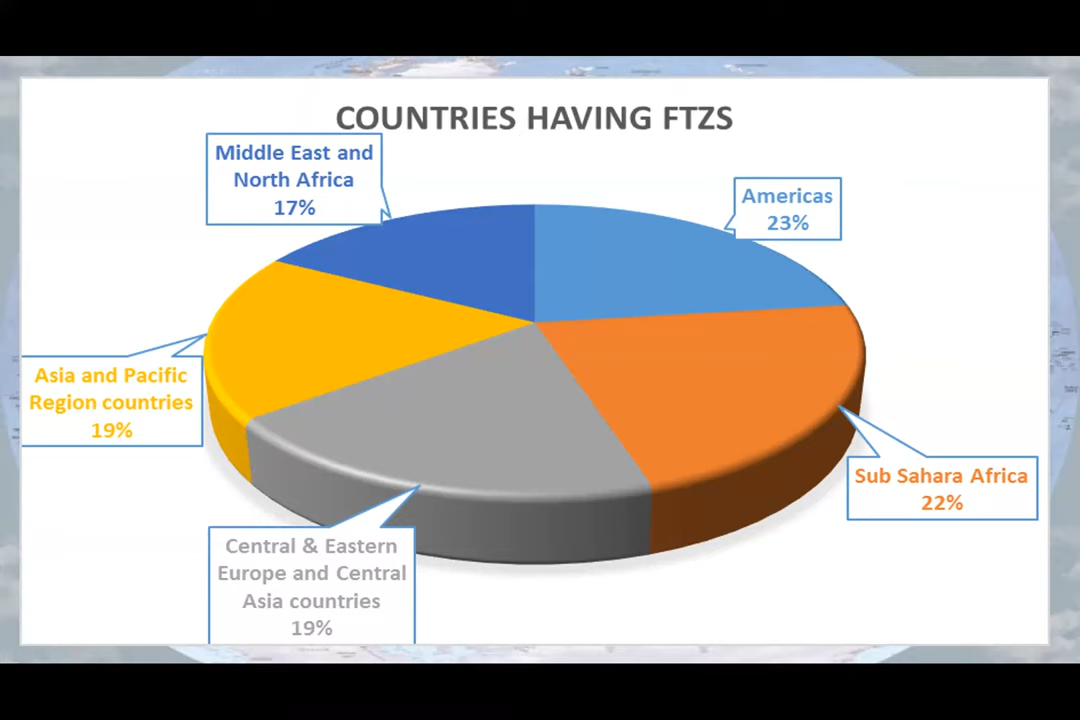 COUNTRIES HAVING FTZS
Middle East and
North Africa
17%
Americas
23%
Asia and Pacific
Region countries
19%
Sub Sahara Africa
22%
Central & Eastern
Europe and Central
Asia countries
19%